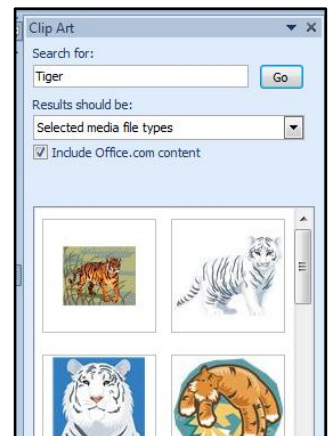 Clip Art
Search for:
Tiger
Go
Results should be:
Selected media file types
Include Office.com content